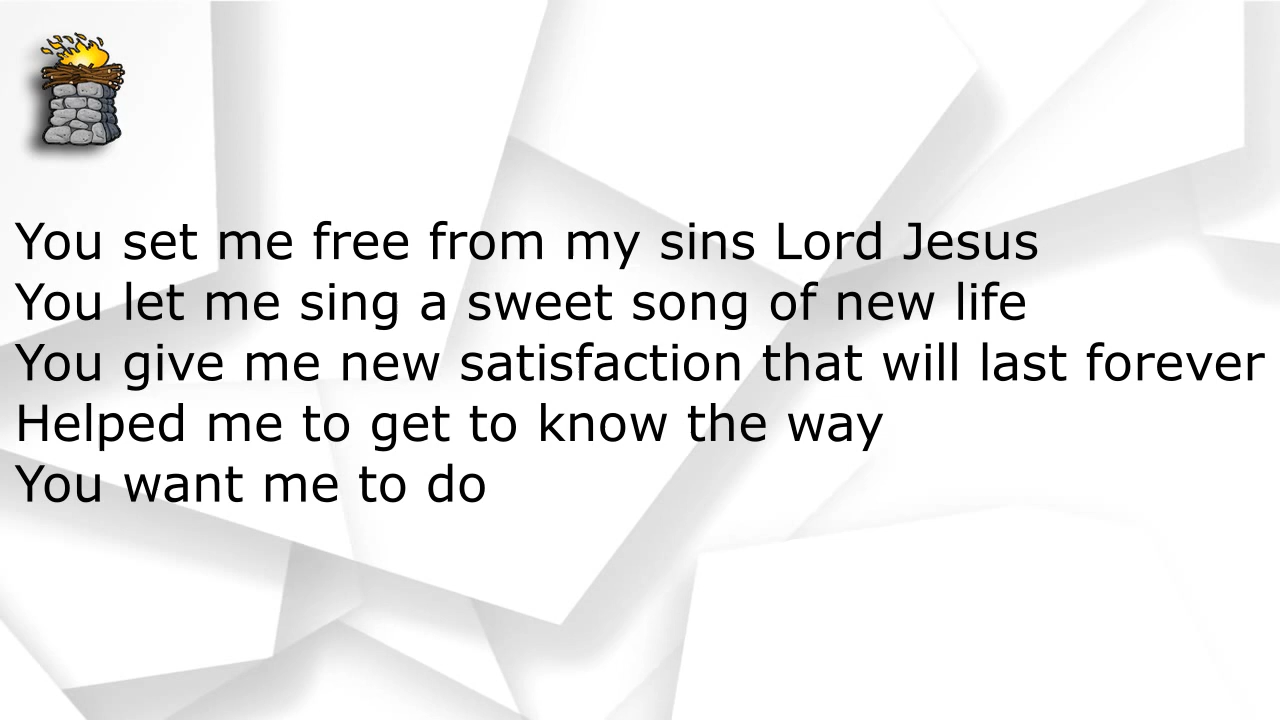 You set me free from my sins Lord Jesus
You let me sing a sweet song of new life
You give me new satisfaction that will last forever
Helped me to get to know the way
You want me to do